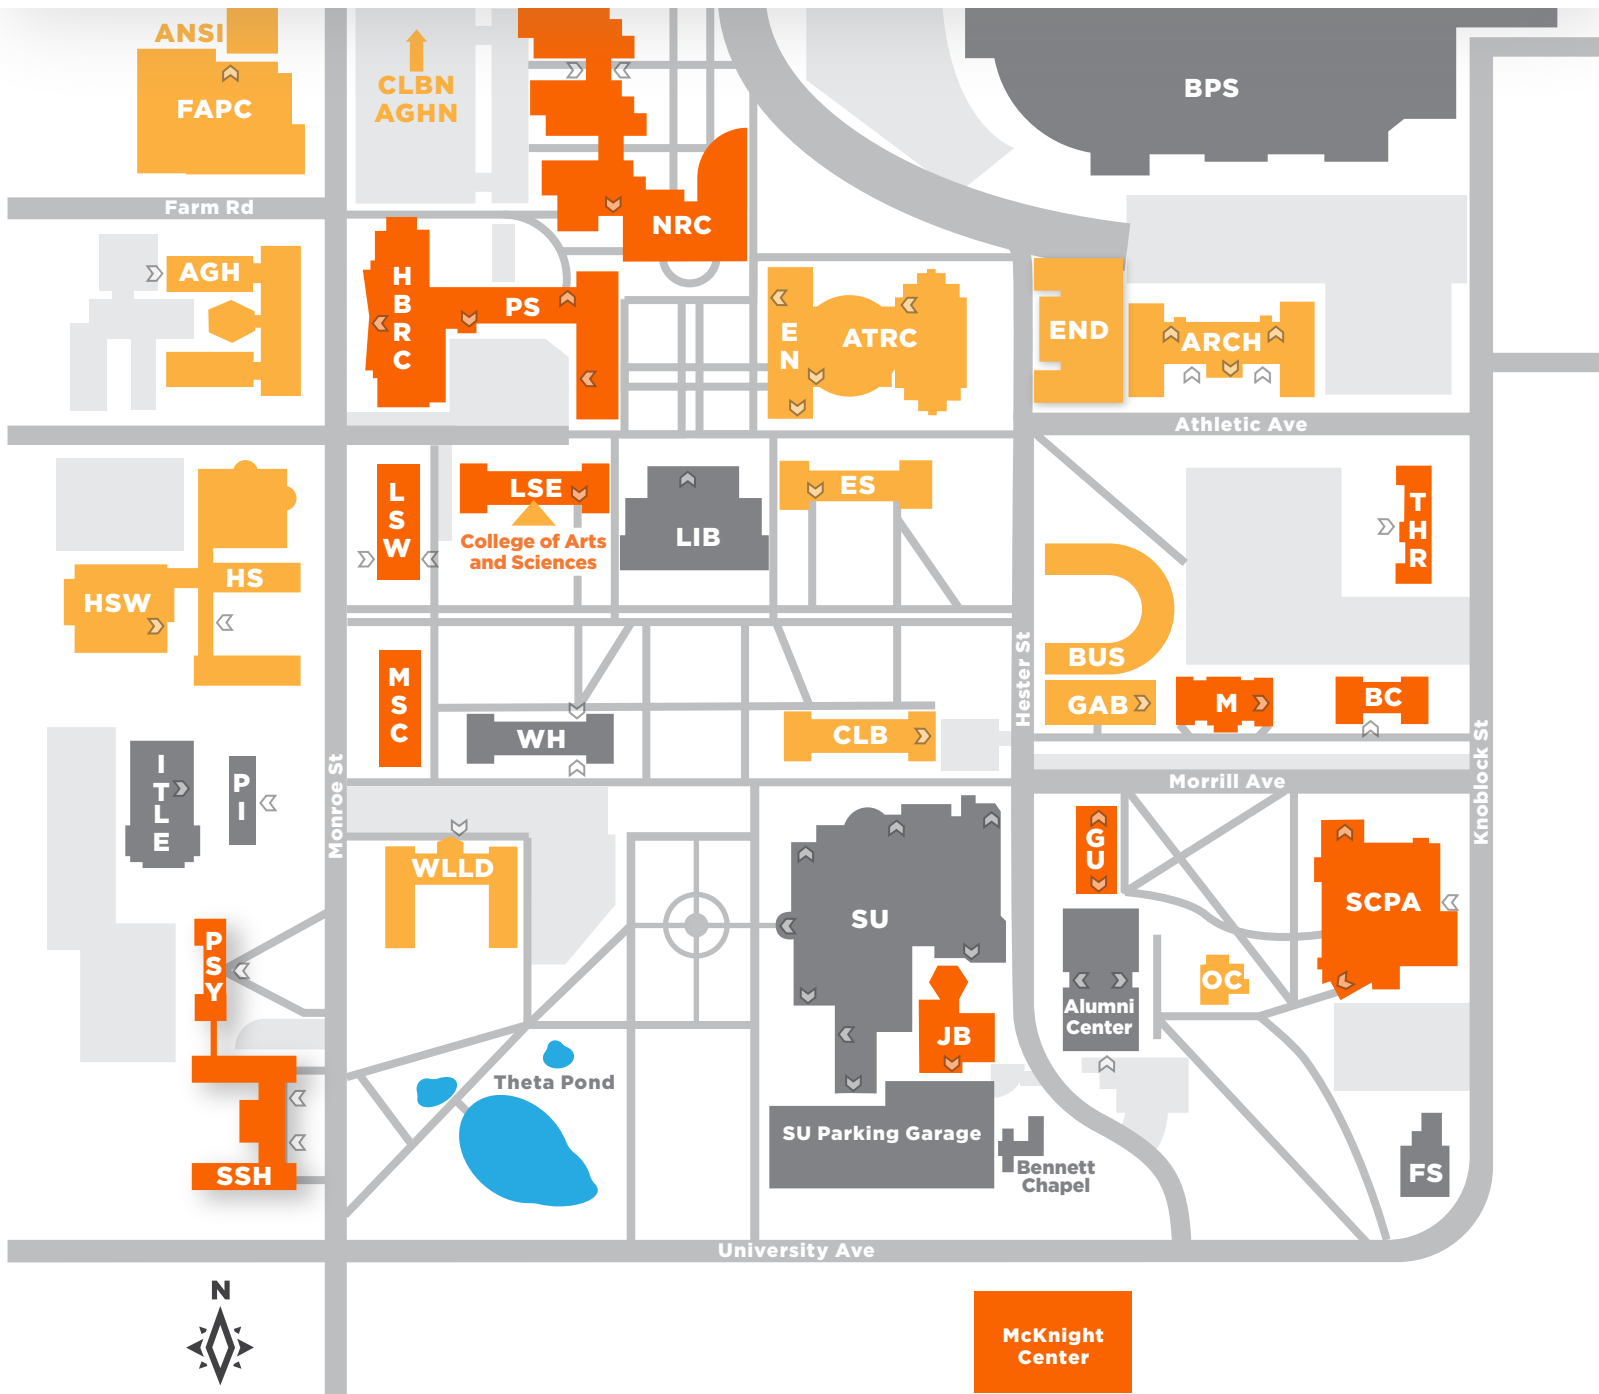 ANSI
FAPC
CLBN
AGHN
BPS
Farm Rd
NRC
AGH
HBRC
PS
EN
ATRC
END
ARCH
Athletic Ave
LSW
LSE
College of Arts
and Sciences
LIB
ES
THR
HS
HSW
MSC
WH
CLB
Hester St
BUS
GAB
M
BC
ITLE
PI
Monroe St
Morrill Ave
Knoblock St
WLLD
SU
GU
SCPA
PSY
OC
Alumni
Center
JB
Theta Pond
SU Parking Garage
Bennett
Chapel
SSH
FS
University Ave
N
McKnight
Center